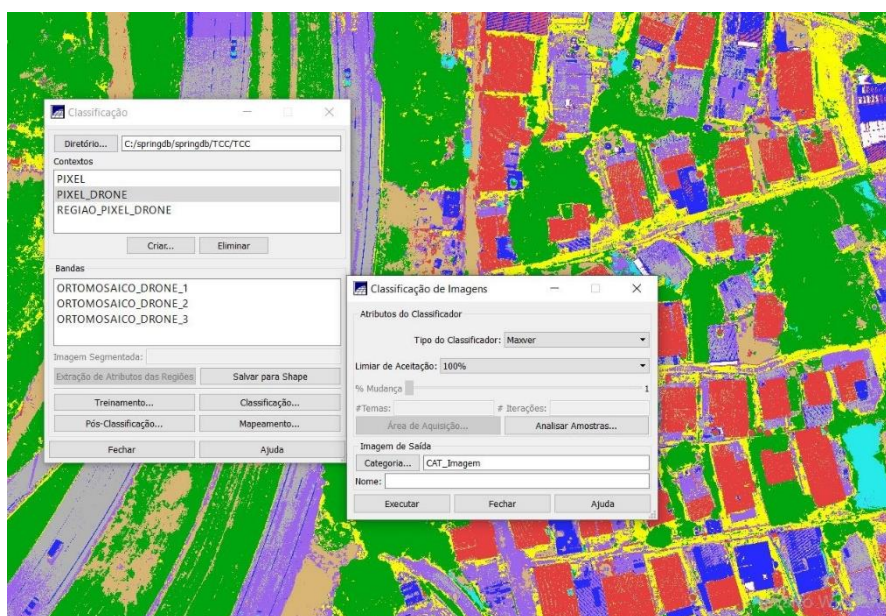 Classificação
Diretório... C:/springdb/springdb/TCC/TCC
Contextos
PIXEL
PIXEL_DRONE
REGIAO_PIXEL_DRONE
Criar... Eliminar
Bandas
ORTOMOSAICO_DRONE_1
ORTOMOSAICO_DRONE_2
ORTOMOSAICO_DRONE_3
Imagem Segmentada:
Extração de Atributos das Regiões Salvar para Shape
Treinamento... Classificação...
Pós-Classificação... Mapeamento...
Fechar Ajuda
Classificação de Imagens
Atributos do Classificador
Tipo do Classificador: Maxver
Limiar de Aceitação: 100%
% Mudança 1
#Temas: # Iterações:
Área de Aquisição... Analisar Amostras...
Imagem de Saída
Categoria... CAT_Imagem
Nome:
Executar Fechar Ajuda